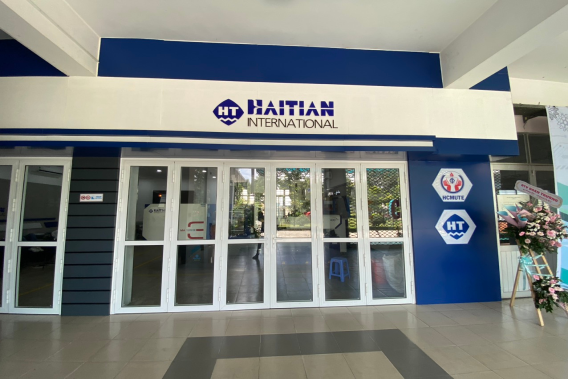 HT HAITIAN
INTERNATIONAL
HCMUTE
HT